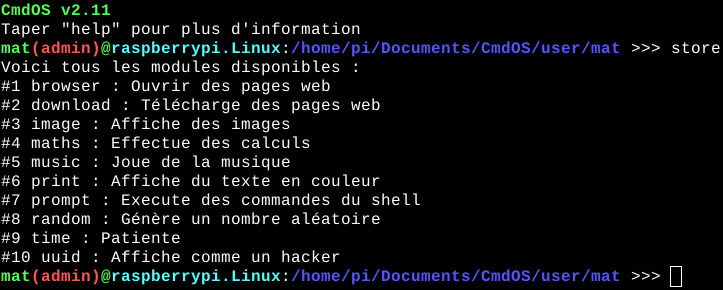 CmdOS v2.11
Taper "help" pour plus d'information
mat(admin)@raspberrypi.Linux:/home/pi/Documents/CmdOS/user/mat >>> store
Voici tous les modules disponibles :
#1 browser : Ouvrir des pages web
#2 download : Télécharge des pages web
#3 image : Affiche des images
#4 maths : Effectue des calculs
#5 music : Joue de la musique
#6 print : Affiche du texte en couleur
#7 prompt : Execute des commandes du shell
#8 random : Génère un nombre aléatoire
#9 time : Patiente
#10 uuid : Affiche comme un hacker
mat(admin)@raspberrypi.Linux:/home/pi/Documents/CmdOS/user/mat >>>